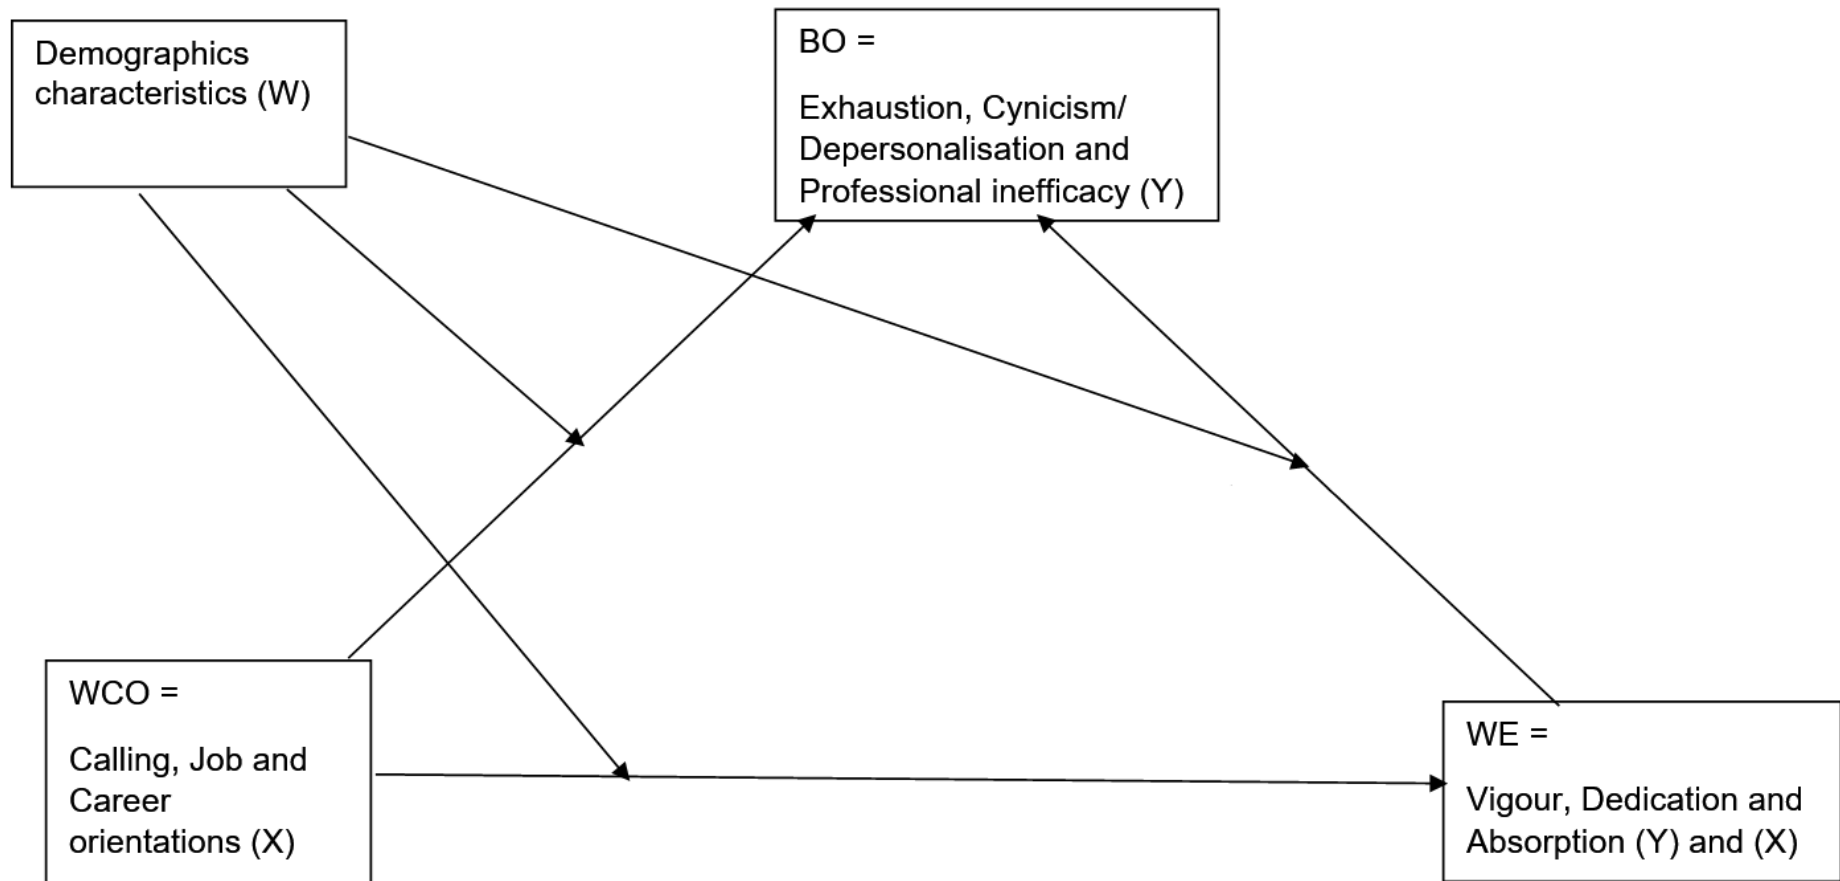 Demographics
characteristics (W)
BO =
Exhaustion, Cynicism/
Depersonalisation and
Professional inefficacy (Y)
WCO =
Calling, Job and
Career
orientations (X)
WE =
Vigour, Dedication and
Absorption (Y) and (X)